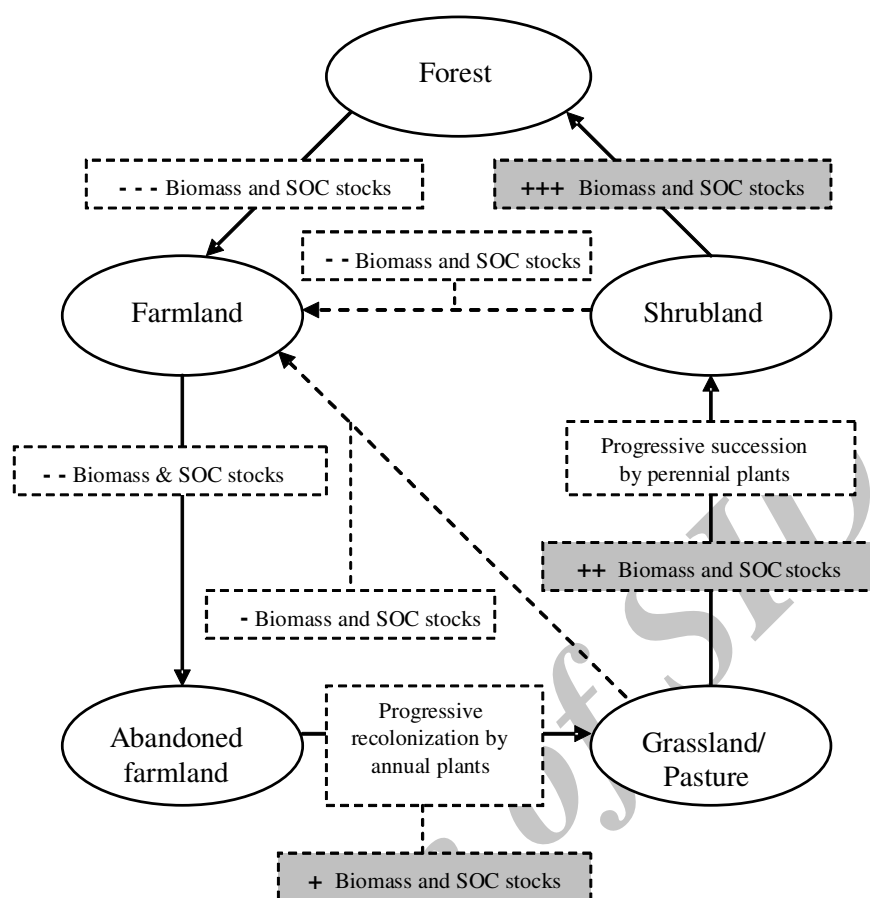 Forest
- - - Biomass and SOC stocks
+++ Biomass and SOC stocks
- - Biomass and SOC stocks
Farmland
Shrubland
Progressive succession
by perennial plants
- - Biomass & SOC stocks
++ Biomass and SOC stocks
- Biomass and SOC stocks
Abandoned
farmland
Progressive
recolonization by
annual plants
Grassland/
Pasture
+ Biomass and SOC stocks
of SID